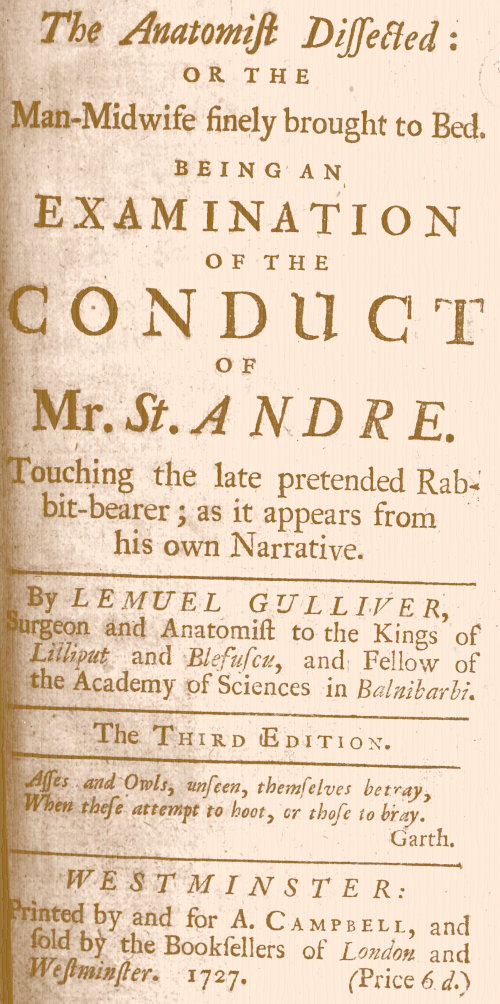 The Anatomiſt Diſſected:
OR THE
Man-Midwife finely brought to Bed.
BEING AN
EXAMINATION
OF THE
CONDUCT
OF
Mr. St. ANDRE.
Touching the late pretended Rab-
bit-bearer; as it appears from
his own Narrative.
By LEMUEL GULLIVER,
Surgeon and Anatomiſt to the Kings of
Lilliput and Blefuſcu, and Fellow of
the Academy of Sciences in Balnibarbi.
The THIRD EDITION.
Aſſes and Owls, unſeen, themſelves betray,
When theſe attempt to hoot, or thoſe to bray.
Garth.
WESTMINSTER:
Printed by and for A. CAMPBELL, and
ſold by the Bookſellers of London and
Weſtminſter. 1727. (Price 6 d.)